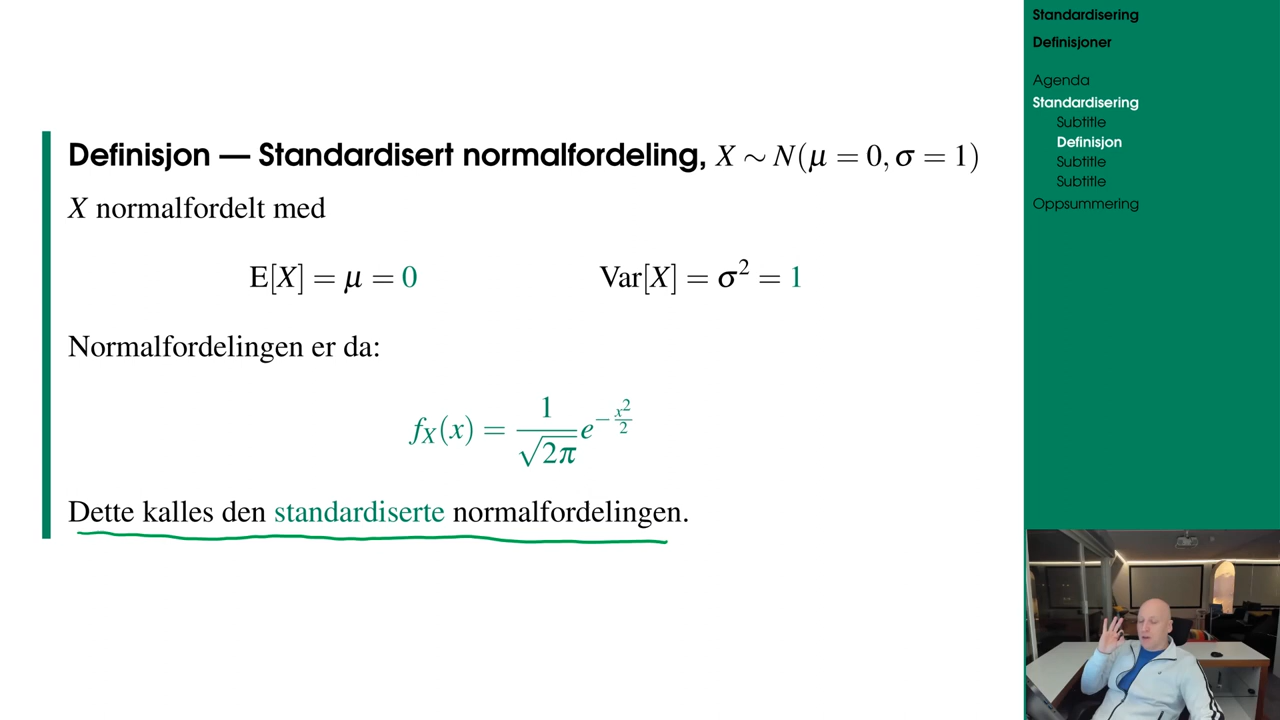 Definisjon — Standardisert normalfordeling, X ∼ N(μ = 0, σ = 1)
X normalfordelt med
E[X] = μ = 0 Var[X] = σ² = 1
Normalfordelingen er da:
f_X(x) = 1/√(2π) e^(−x²/2)
Dette kalles den standardiserte normalfordelingen.
Standardisering
Definisjoner
Agenda
Standardisering
Subtitle
Definisjon
Subtitle
Subtitle
Oppsummering